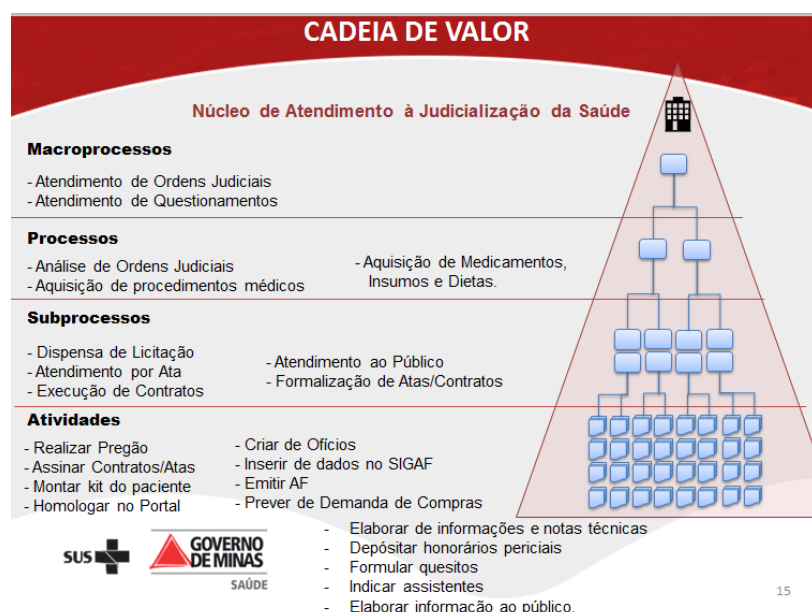 CADEIA DE VALOR
Núcleo de Atendimento à Judicialização da Saúde
Macroprocessos
- Atendimento de Ordens Judiciais
- Atendimento de Questionamentos
Processos
- Análise de Ordens Judiciais
- Aquisição de procedimentos médicos
- Aquisição de Medicamentos,
Insumos e Dietas.
Subprocessos
- Dispensa de Licitação
- Atendimento por Ata
- Execução de Contratos
- Atendimento ao Público
- Formalização de Atas/Contratos
Atividades
- Realizar Pregão
- Assinar Contratos/Atas
- Montar kit do paciente
- Homologar no Portal
- Criar de Ofícios
- Inserir de dados no SIGAF
- Emitir AF
- Prever de Demanda de Compras
- Elaborar de informações e notas técnicas
- Depósitar honorários periciais
- Formular quesitos
- Indicar assistentes
- Elaborar informação ao público.
SUS
GOVERNO
DE MINAS
SAÚDE
15